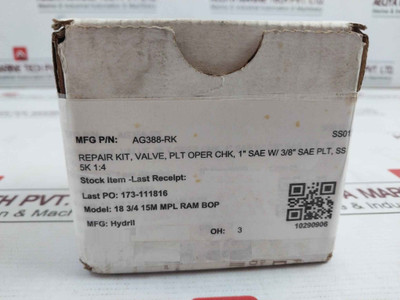 MFG P/N: AG388-RK SS01
REPAIR KIT, VALVE, PLT OPER CHK, 1" SAE W/ 3/8" SAE PLT, SS
5K 1:4
Stock Item -Last Receipt:
Last PO: 173-111816
Model: 18 3/4 15M MPL RAM BOP
MFG: Hydril
OH: 3
10290906